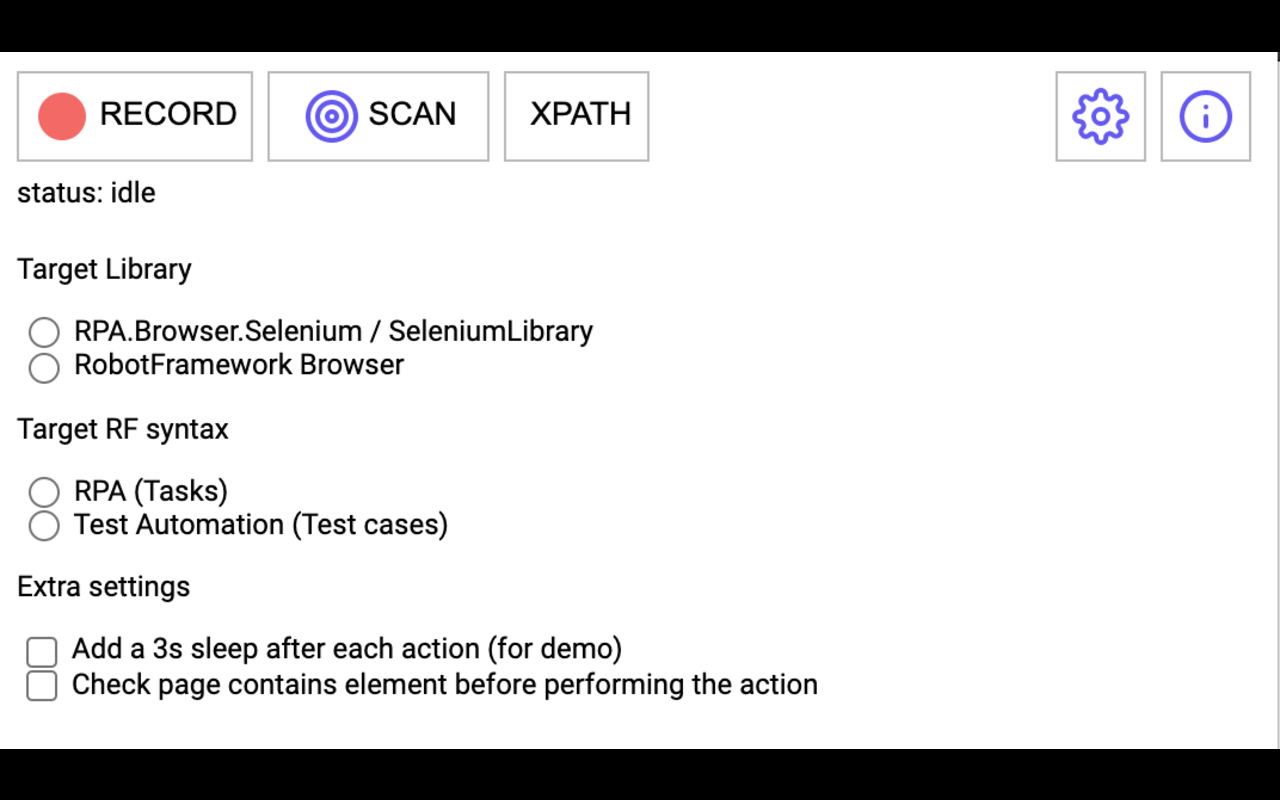 RECORD SCAN XPATH
status: idle
Target Library
RPA.Browser.Selenium / SeleniumLibrary
RobotFramework Browser
Target RF syntax
RPA (Tasks)
Test Automation (Test cases)
Extra settings
Add a 3s sleep after each action (for demo)
Check page contains element before performing the action